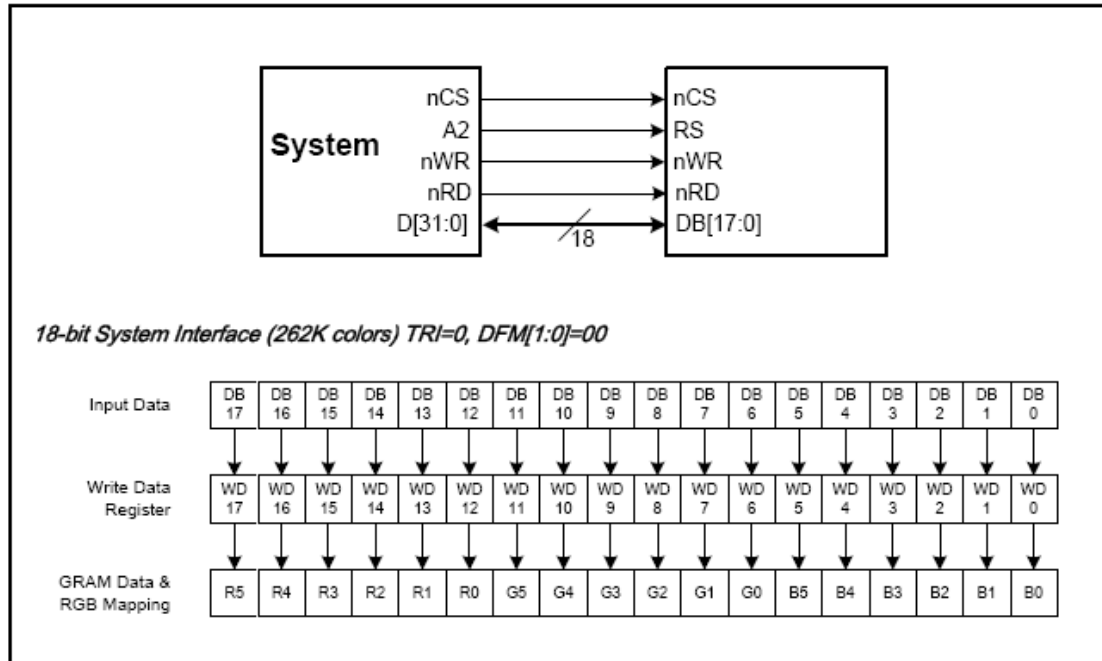 nCS nCS
A2 RS
System
nWR nWR
nRD nRD
D[31:0] DB[17:0]
18
18-bit System Interface (262K colors) TRI=0, DFM[1:0]=00
Input Data DB 17 DB 16 DB 15 DB 14 DB 13 DB 12 DB 11 DB 10 DB 9 DB 8 DB 7 DB 6 DB 5 DB 4 DB 3 DB 2 DB 1 DB 0
Write Data Register WD 17 WD 16 WD 15 WD 14 WD 13 WD 12 WD 11 WD 10 WD 9 WD 8 WD 7 WD 6 WD 5 WD 4 WD 3 WD 2 WD 1 WD 0
GRAM Data & RGB Mapping R5 R4 R3 R2 R1 R0 G5 G4 G3 G2 G1 G0 B5 B4 B3 B2 B1 B0